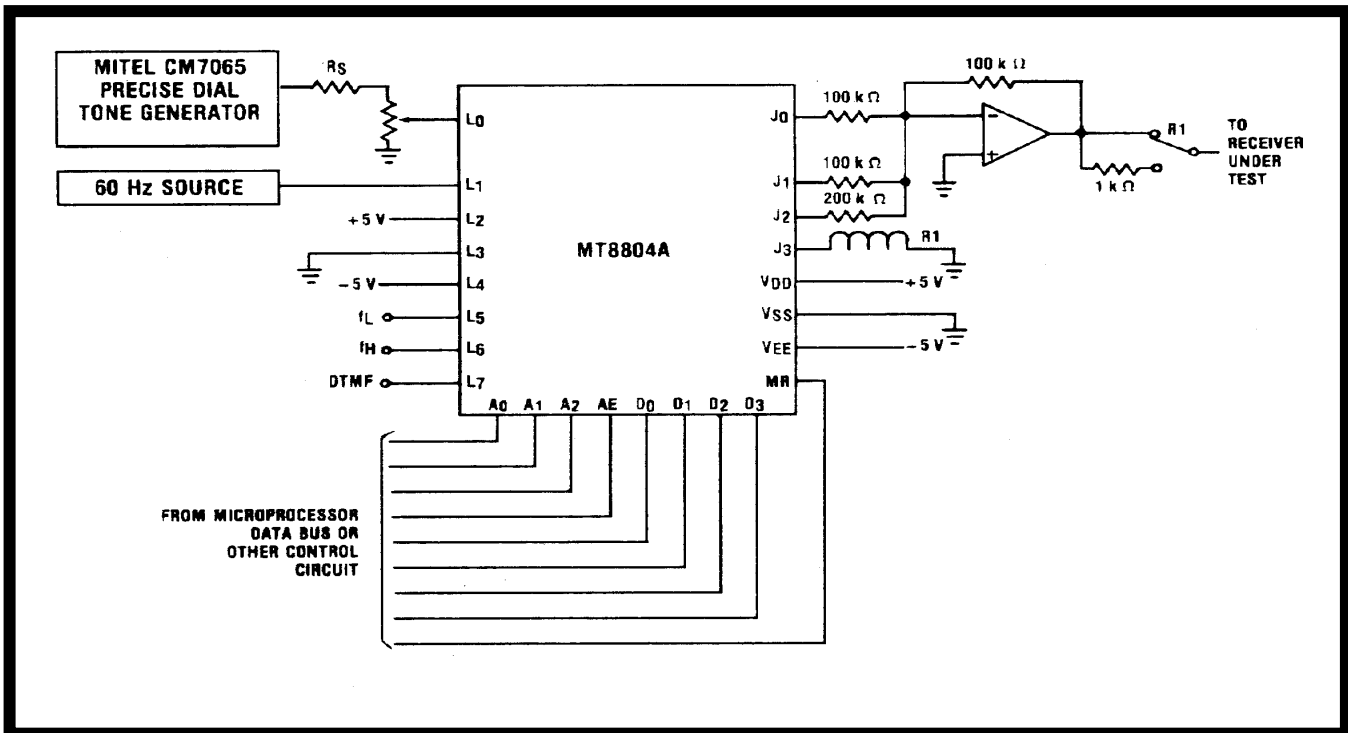 MITEL CM7065
PRECISE DIAL
TONE GENERATOR
RS
60 Hz SOURCE
+5 V
-5 V
fL
fH
DTMF
L0
L1
L2
L3
L4
L5
L6
L7
MT8804A
J0
J1
J2
J3
VDD
VSS
VEE
MR
A0 A1 A2 AE D0 D1 D2 D3
100 kΩ
100 kΩ
100 kΩ
200 kΩ
R1
+5 V
-5 V
R1
1 kΩ
TO
RECEIVER
UNDER
TEST
FROM MICROPROCESSOR
DATA BUS OR
OTHER CONTROL
CIRCUIT